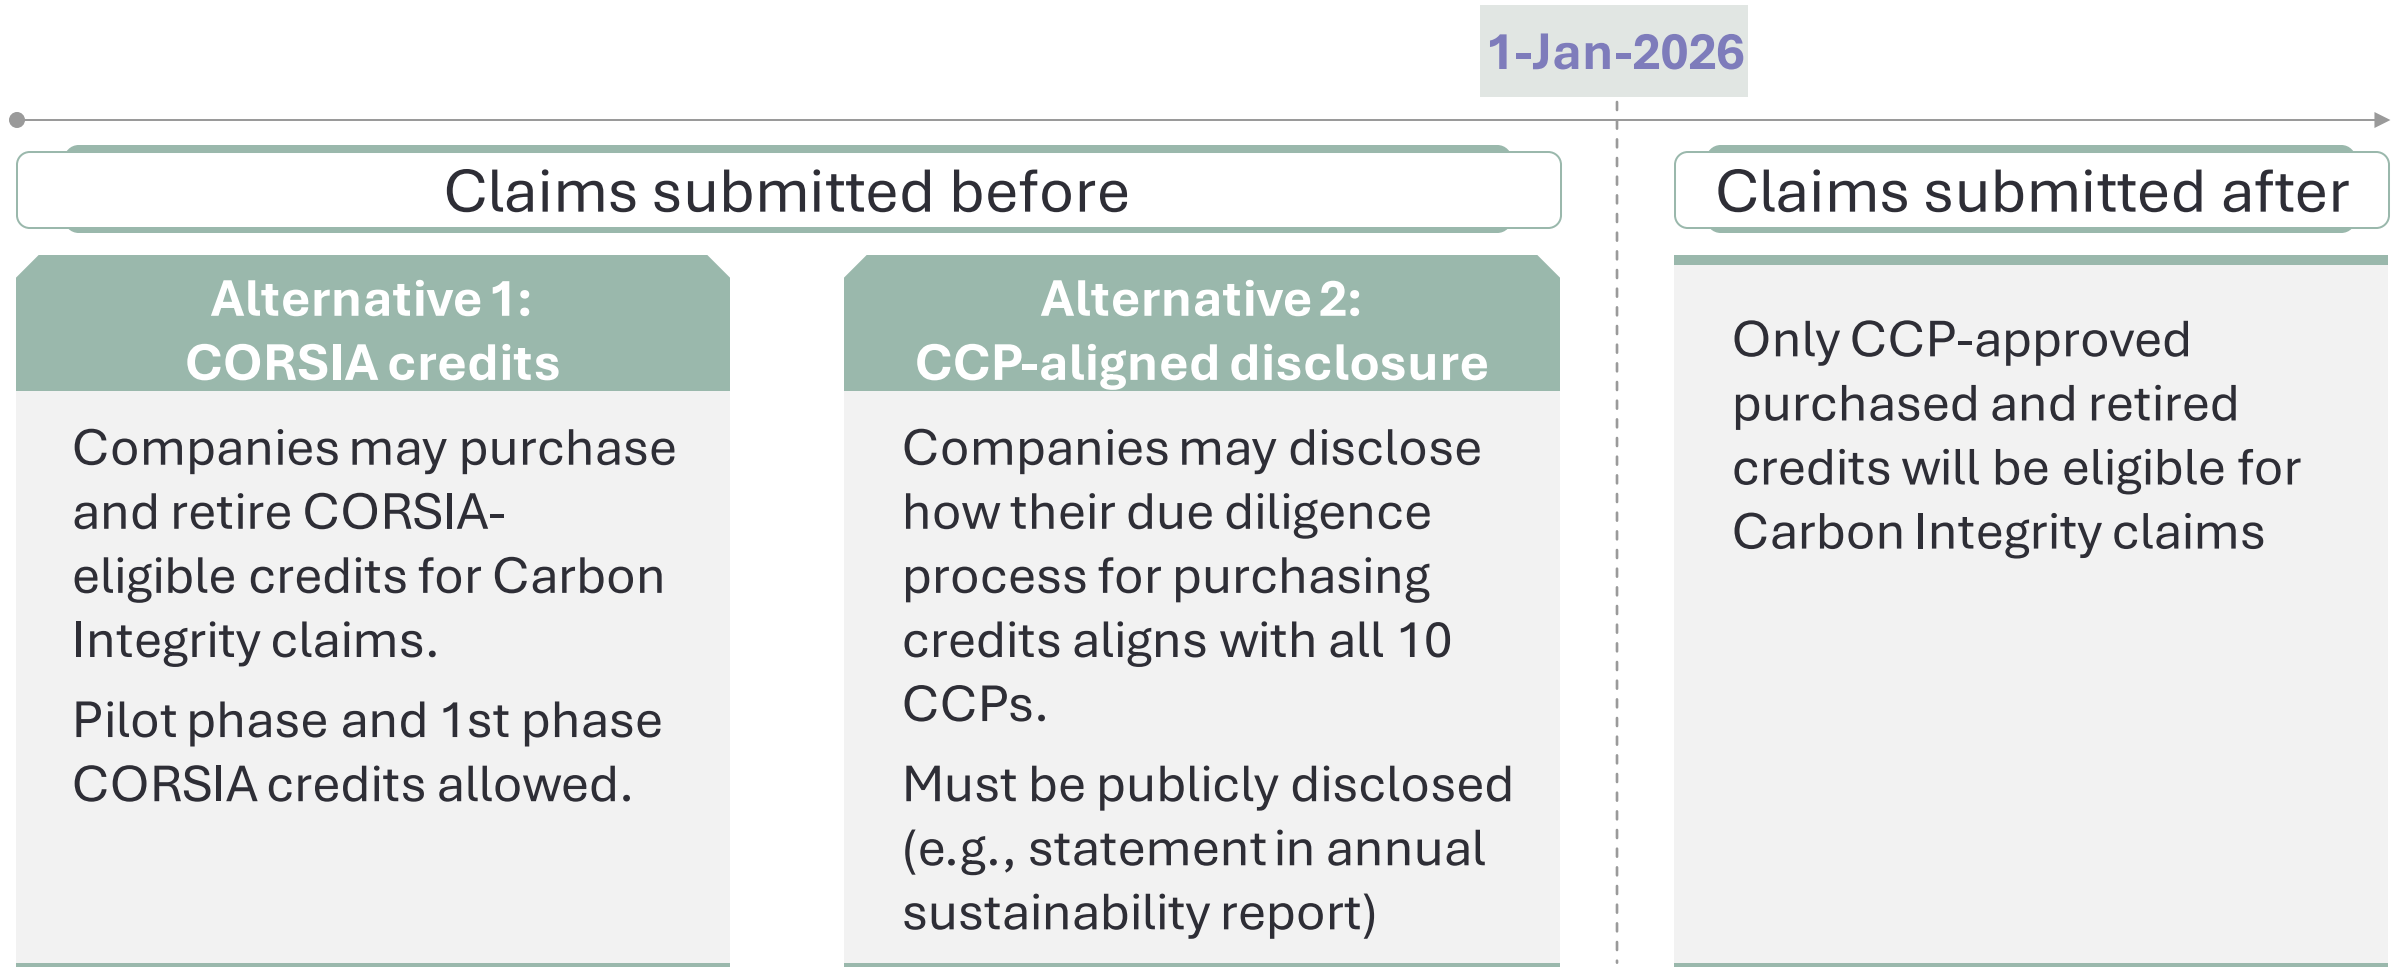 1-Jan-2026
Claims submitted before
Claims submitted after
Alternative 1:
CORSIA credits
Companies may purchase
and retire CORSIA-
eligible credits for Carbon
Integrity claims.
Pilot phase and 1st phase
CORSIA credits allowed.
Alternative 2:
CCP-aligned disclosure
Companies may disclose
how their due diligence
process for purchasing
credits aligns with all 10
CCPs.
Must be publicly disclosed
(e.g., statement in annual
sustainability report)
Only CCP-approved
purchased and retired
credits will be eligible for
Carbon Integrity claims